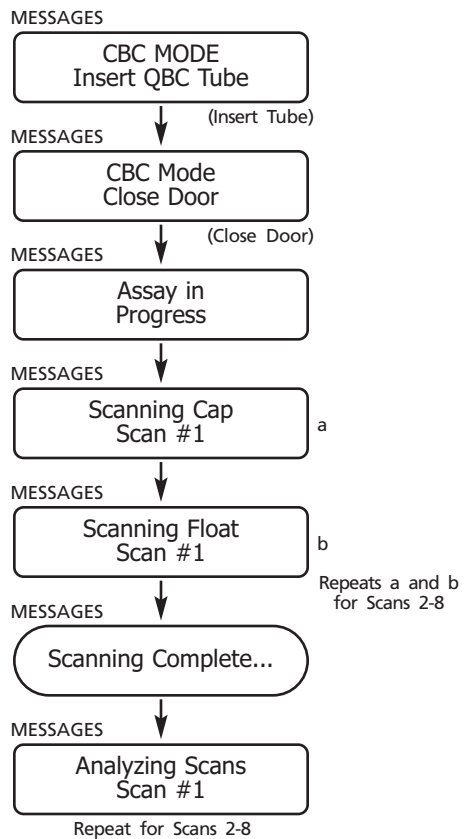 MESSAGES
CBC MODE
Insert QBC Tube
(Insert Tube)
MESSAGES
CBC Mode
Close Door
(Close Door)
MESSAGES
Assay in
Progress
MESSAGES
Scanning Cap
Scan #1
a
MESSAGES
Scanning Float
Scan #1
b
Repeats a and b
for Scans 2-8
MESSAGES
Scanning Complete...
MESSAGES
Analyzing Scans
Scan #1
Repeat for Scans 2-8